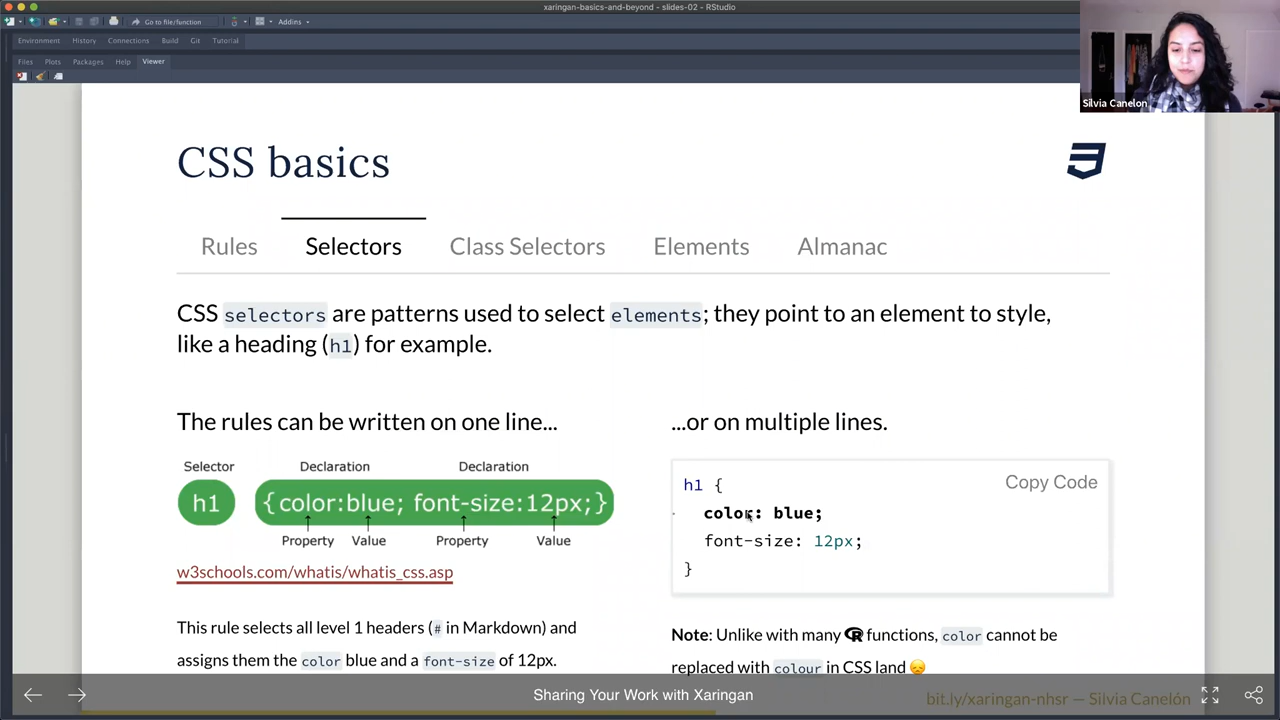 xaringan-basics-and-beyond - slides-02 - RStudio
Go to file/function
Addins
Environment History Connections Build Git Tutorial
Files Plots Packages Help Viewer
Silvia Canelon
CSS basics
Rules Selectors Class Selectors Elements Almanac
CSS selectors are patterns used to select elements; they point to an element to style,
like a heading (h1) for example.
The rules can be written on one line...
Selector Declaration Declaration
h1 {color:blue; font-size:12px;}
Property Value Property Value
w3schools.com/whatis/whatis_css.asp
This rule selects all level 1 headers (# in Markdown) and
assigns them the color blue and a font-size of 12px.
...or on multiple lines.
Copy Code
h1 {
color: blue;
font-size: 12px;
}
Note: Unlike with many R functions, color cannot be
replaced with colour in CSS land 😞
Sharing Your Work with Xaringan
bit.ly/xaringan-nhsr — Silvia Canelón